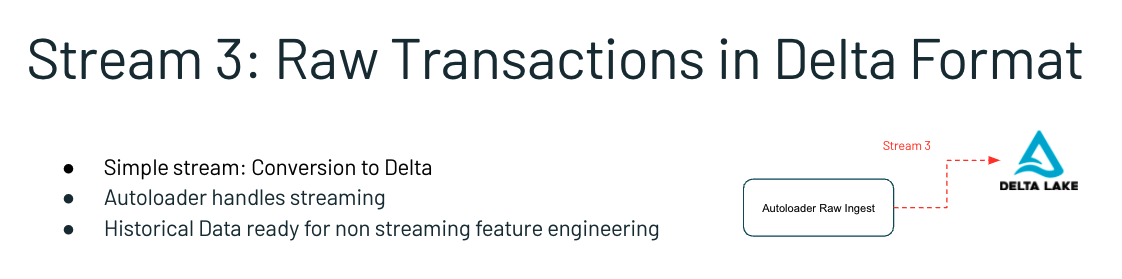 Stream 3: Raw Transactions in Delta Format
● Simple stream: Conversion to Delta
● Autoloader handles streaming
● Historical Data ready for non streaming feature engineering
Stream 3
DELTA LAKE
Autoloader Raw Ingest